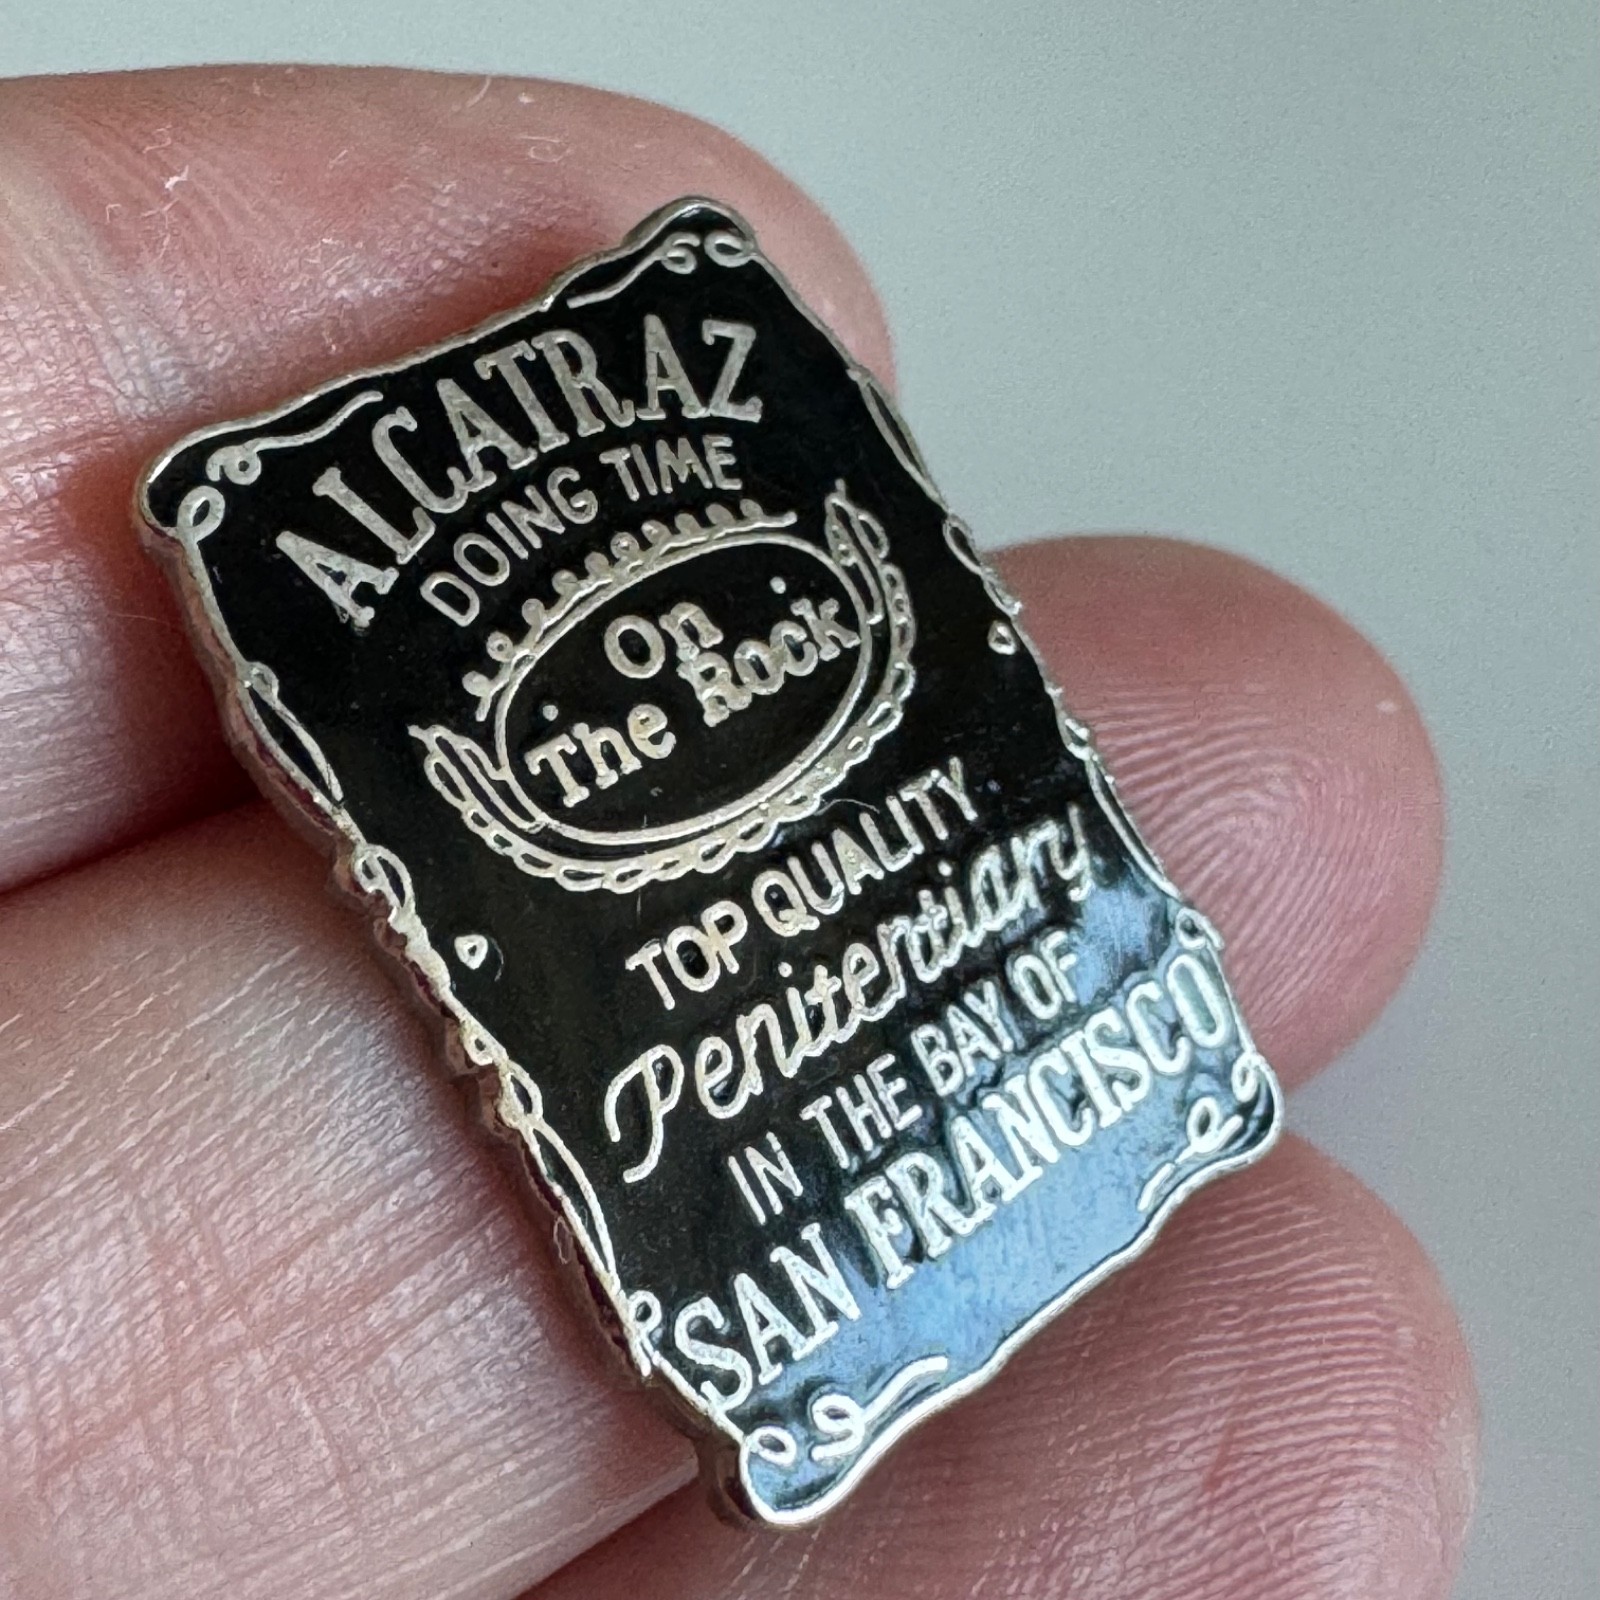 ALCATRAZ
DOING TIME
On
The Rock
TOP QUALITY
Penitentiary
IN THE BAY OF
SAN FRANCISCO